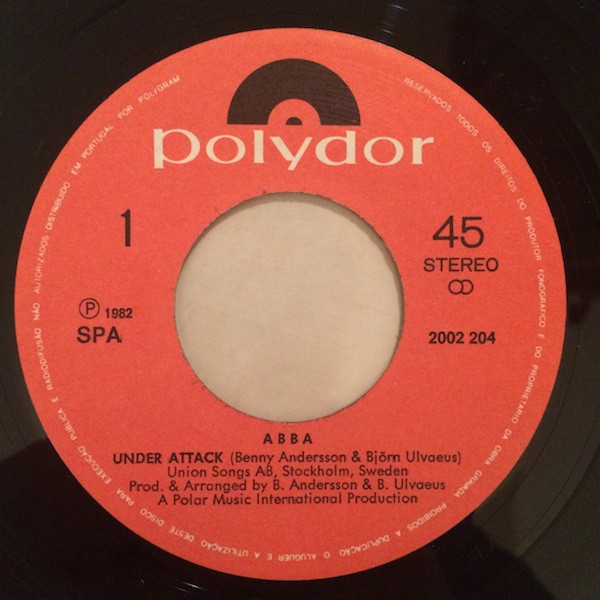 polydor
1
45
STEREO
℗ 1982
SPA
2002 204
ABBA
UNDER ATTACK (Benny Andersson & Björn Ulvaeus)
Union Songs AB, Stockholm, Sweden
Prod. & Arranged by B. Andersson & B. Ulvaeus
A Polar Music International Production
RESERVADOS TODOS OS DIREITOS DO PRODUTOR FONOGRÁFICO E DO PROPRIETÁRIO DA OBRA GRAVADA PROIBIDOS A DUPLICAÇÃO O ALUGUER E A UTILIZAÇÃO DESTE DISCO PARA EXECUÇÃO PÚBLICA E RADIODIFUSÃO NÃO AUTORIZADOS DISTRIBUÍDO EM PORTUGAL POR POLYGRAM